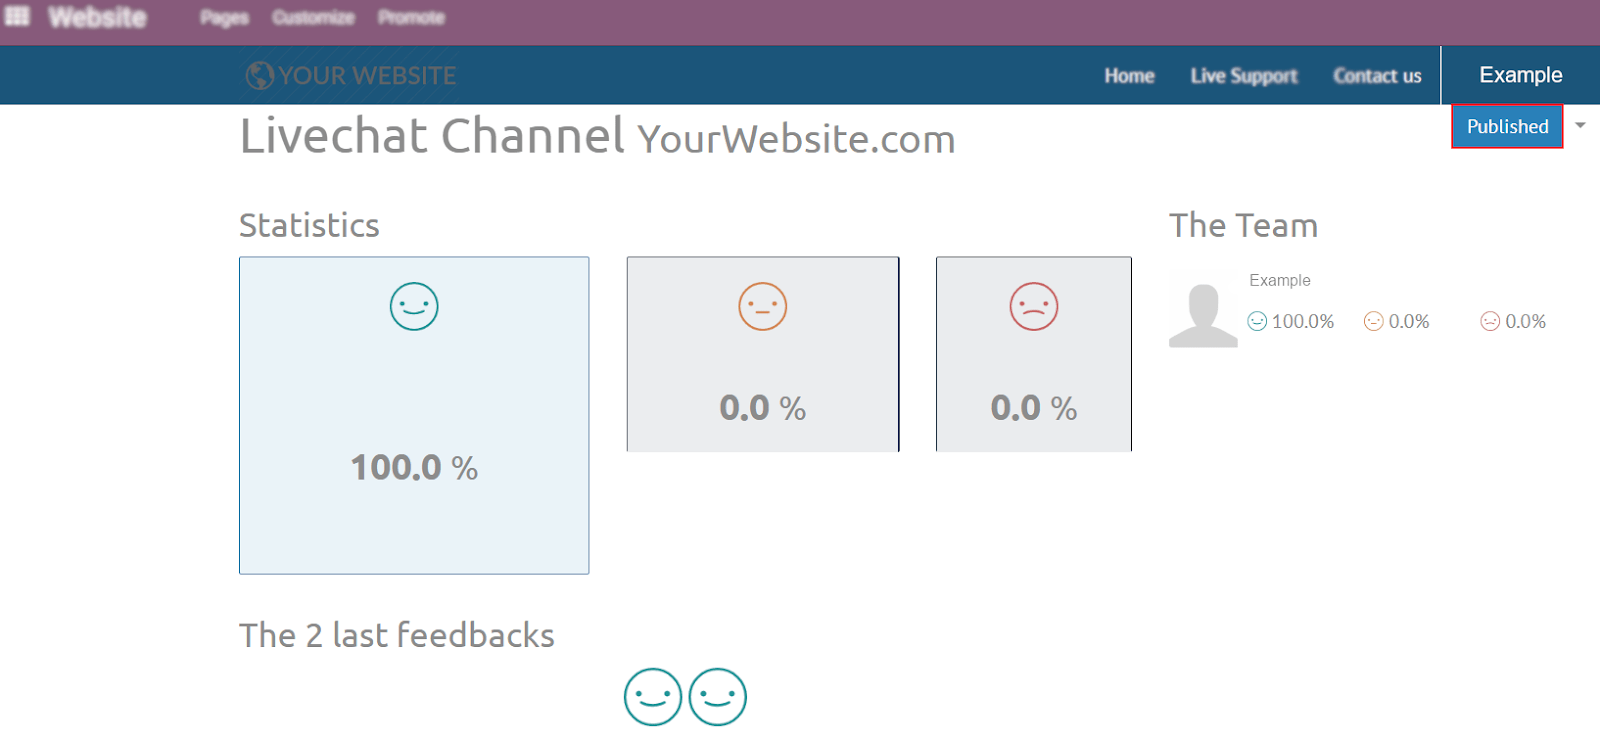 Website Pages Customize Promote
YOUR WEBSITE Home Live Support Contact us Example
Livechat Channel YourWebsite.com
Published
Statistics
The Team
Example
100.0% 0.0% 0.0%
0.0 % 0.0 %
100.0 %
The 2 last feedbacks